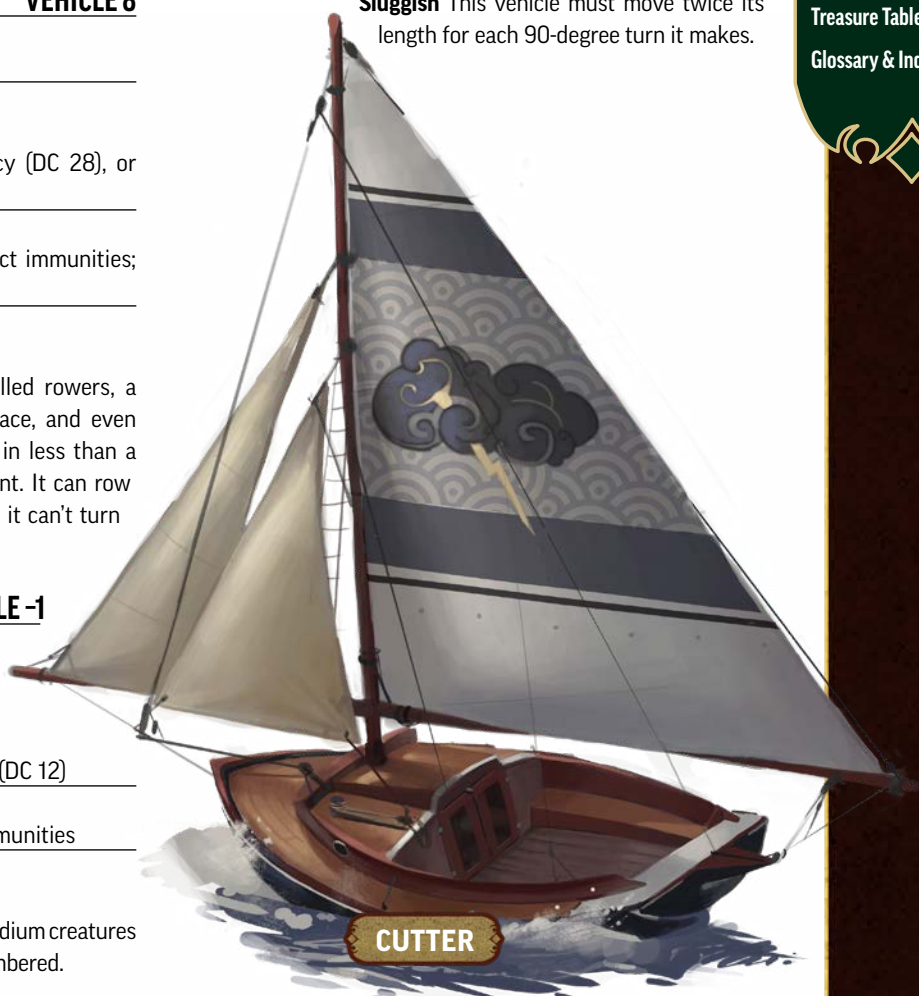 VEHICLE 8
cy (DC 28), or
ct immunities;
lled rowers, a
ace, and even
in less than a
nt. It can row
it can't turn
LE –1
(DC 12)
munities
dium creatures
mbered.
Sluggish This vehicle must move twice its
length for each 90-degree turn it makes.
CUTTER
Treasure Table
Glossary & Ind